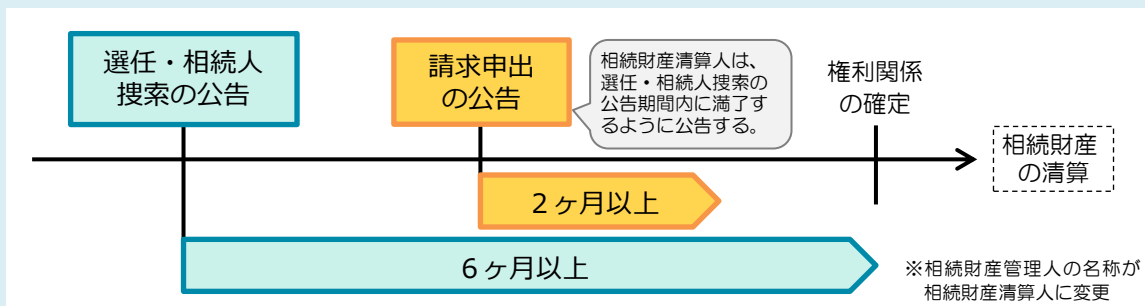 選任・相続人
捜索の公告
請求申出
の公告
相続財産清算人は、
選任・相続人捜索の
公告期間内に満了す
るように公告する。
権利関係
の確定
相続財産
の清算
２ヶ月以上
６ヶ月以上
※相続財産管理人の名称が
相続財産清算人に変更